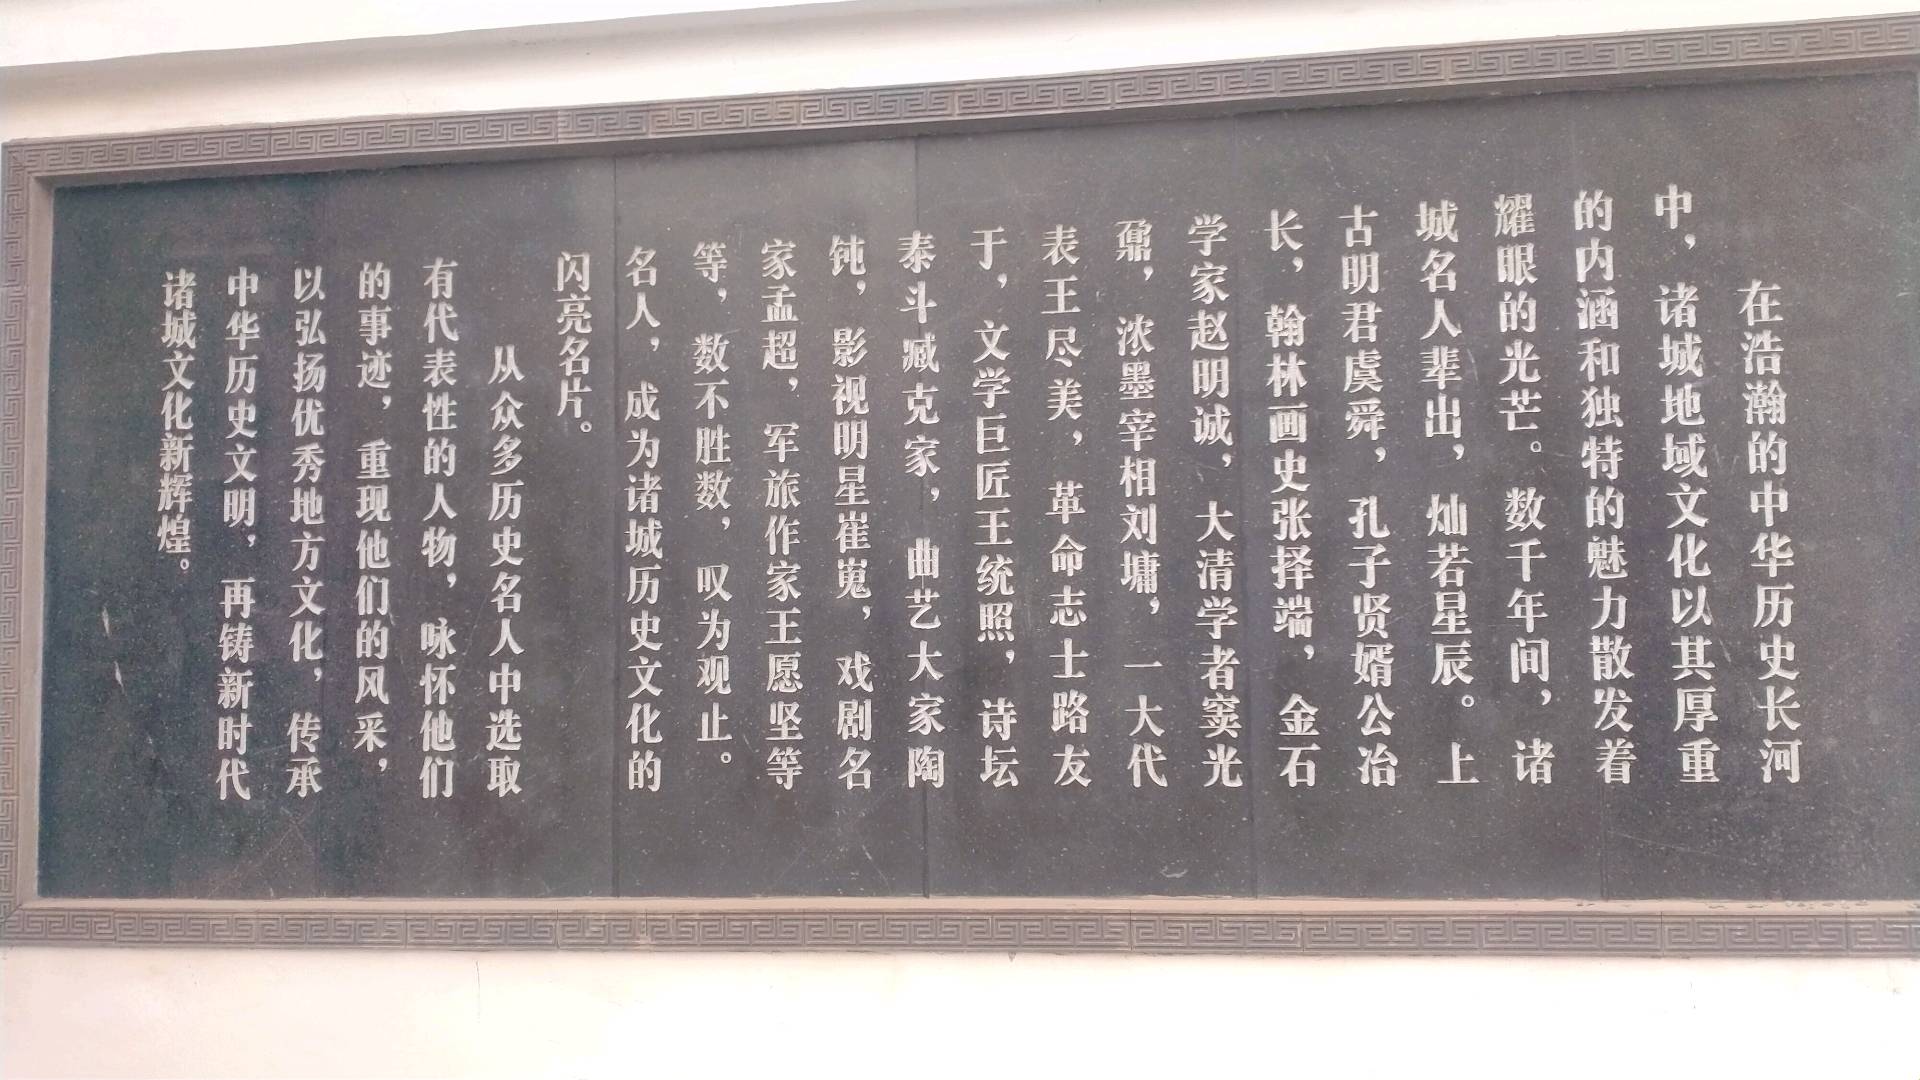 在浩瀚的中华历史长河
中，诸城地域文化以其厚重
的内涵和独特的魅力散发着
耀眼的光芒。数千年间，诸
城名人辈出，灿若星辰。上
古明君虞舜，孔子贤婿公冶
长，翰林画史张择端，金石
学家赵明诚，大清学者窦光
鼐，浓墨宰相刘墉，一大代
表王尽美，革命志士路友
于，文学巨匠王统照，诗坛
泰斗臧克家，曲艺大家陶
钝，影视明星崔嵬，戏剧名
家孟超，军旅作家王愿坚等
等，数不胜数，叹为观止。
名人，成为诸城历史文化的
闪亮名片。
从众多历史名人中选取
有代表性的人物，咏怀他们
的事迹，重现他们的风采，
以弘扬优秀地方文化，传承
中华历史文明，再铸新时代
诸城文化新辉煌。